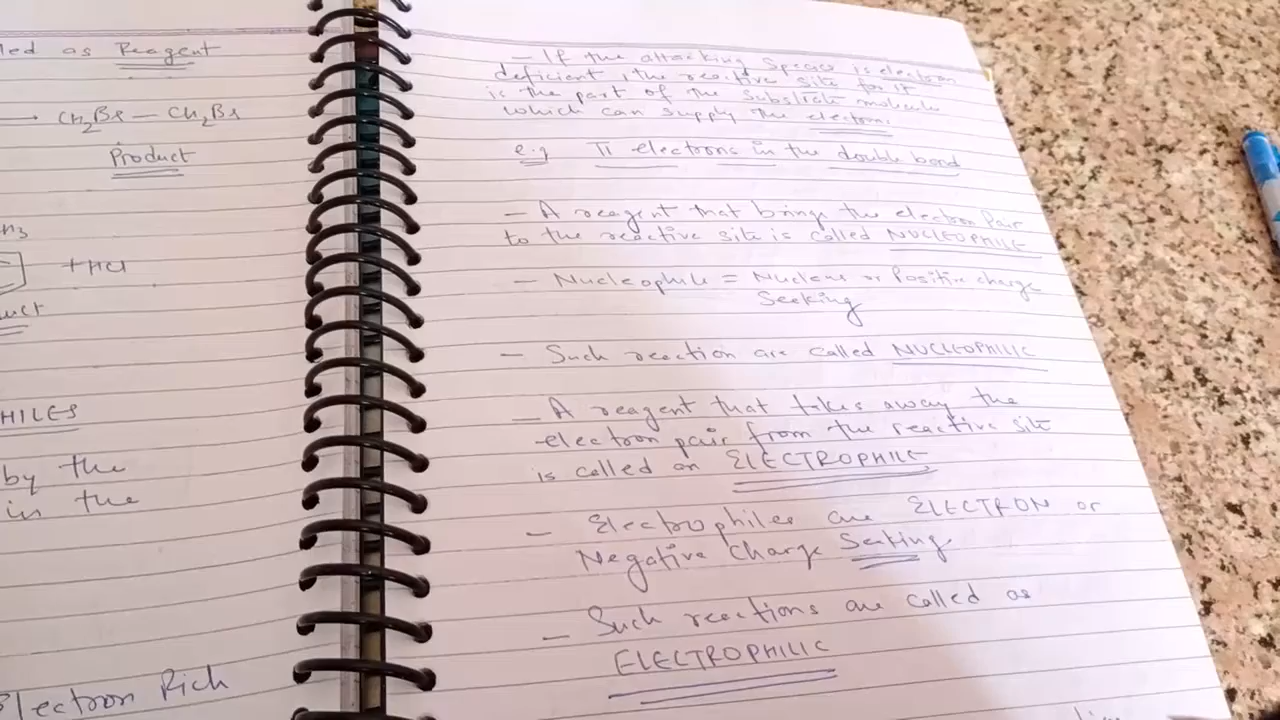 led as Reagent
→ CH2Br — CH2Br
Product
H3
+HCl
uct
HILES
by the
in the
Electron Rich
– If the attacking Species is electron
deficient, the reactive site for it
is the part of the substrate molecule
which can supply the electron.
e.g π electrons in the double bond
– A reagent that brings the electron Pair
to the reactive site is called NUCLEOPHILE
– Nucleophile = Nucleus or Positive charge
Seeking
– Such reaction are called NUCLEOPHILIC
– A reagent that takes away the
electron pair from the reactive site
is called an ELECTROPHILE
– Electrophiles are ELECTRON or
Negative Charge Seeking
– Such reactions are called as
ELECTROPHILIC